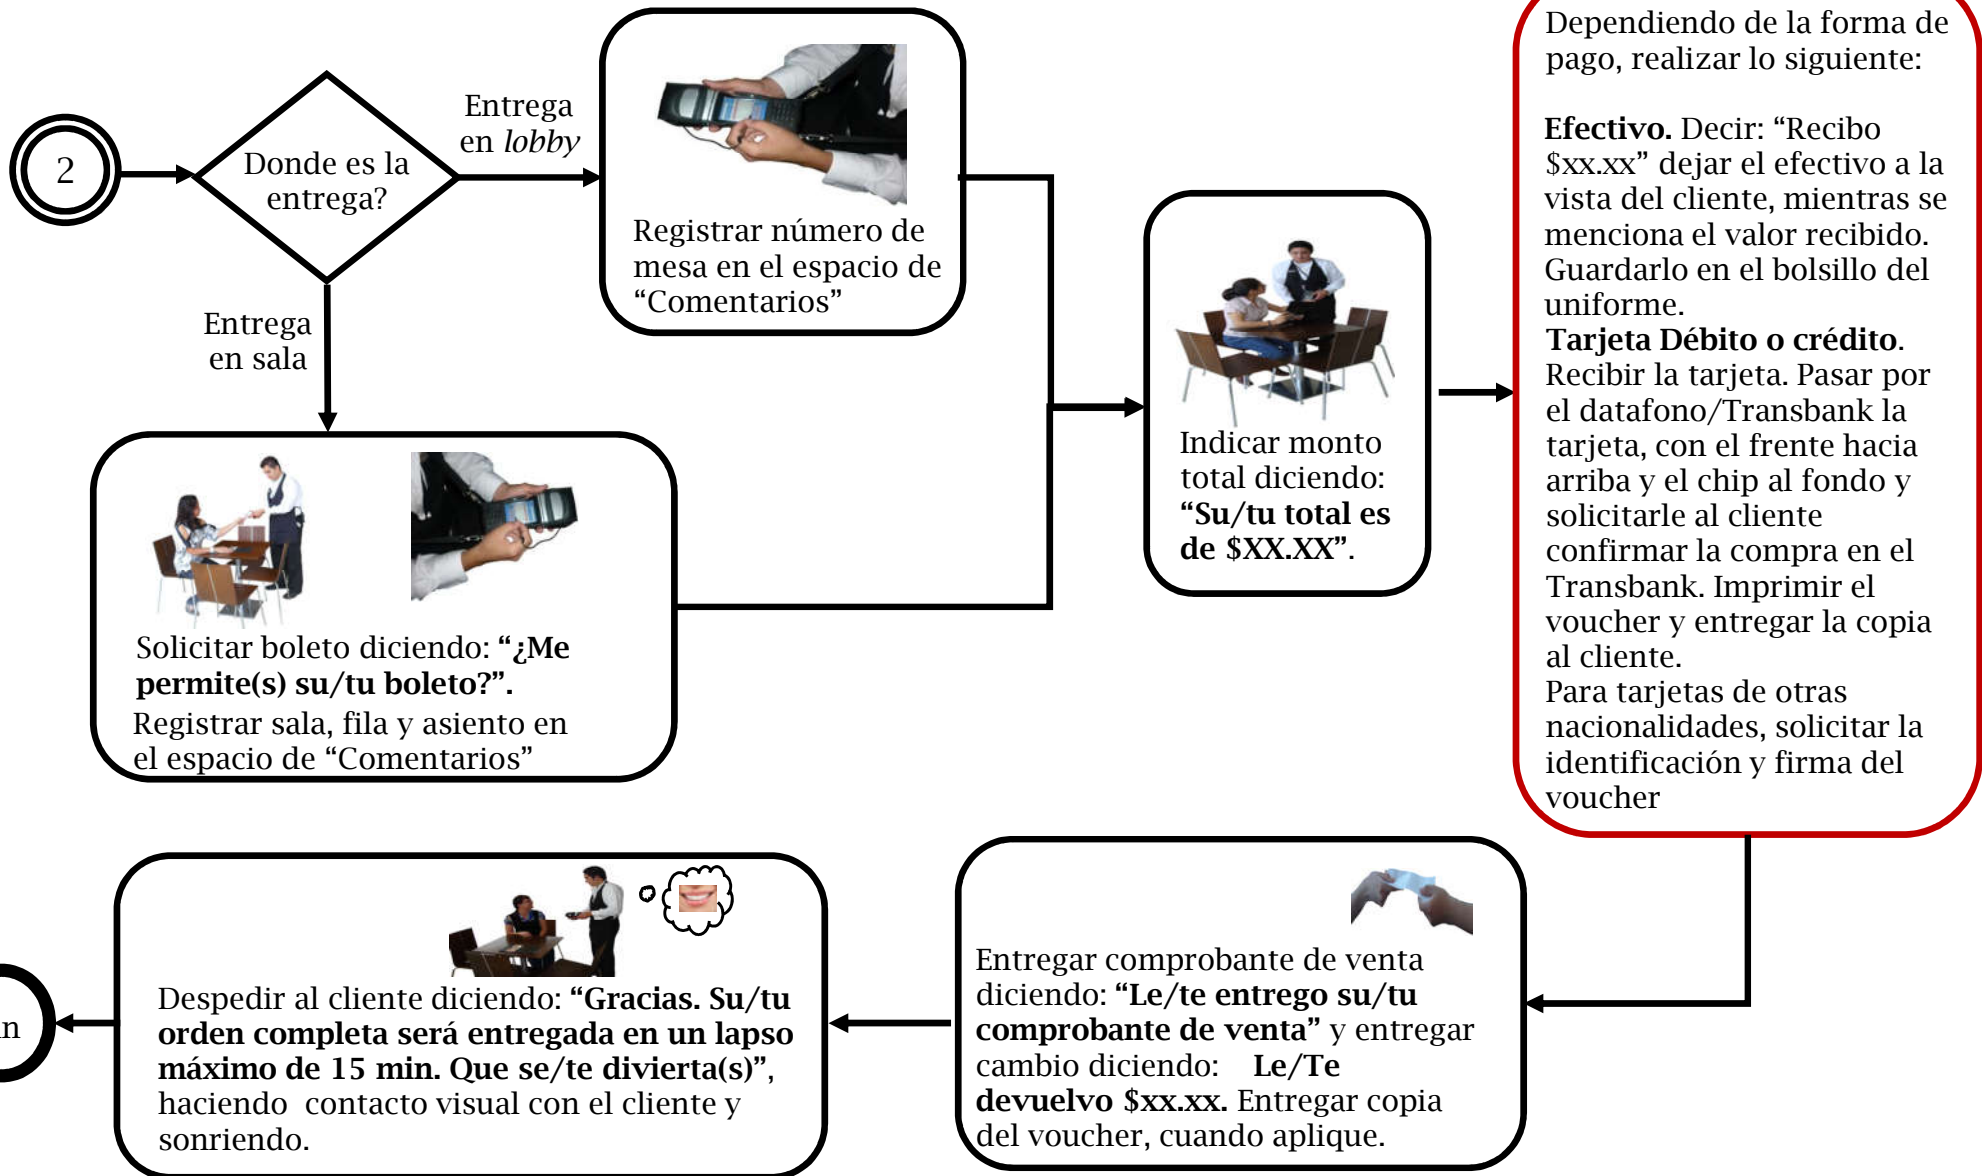 2
Donde es la
entrega?
Entrega
en lobby
Entrega
en sala
Registrar número de
mesa en el espacio de
“Comentarios”
Solicitar boleto diciendo: “¿Me
permite(s) su/tu boleto?”.
Registrar sala, fila y asiento en
el espacio de “Comentarios”
Indicar monto
total diciendo:
“Su/tu total es
de $XX.XX”.
Dependiendo de la forma de
pago, realizar lo siguiente:
Efectivo. Decir: “Recibo
$xx.xx” dejar el efectivo a la
vista del cliente, mientras se
menciona el valor recibido.
Guardarlo en el bolsillo del
uniforme.
Tarjeta Débito o crédito.
Recibir la tarjeta. Pasar por
el datafono/Transbank la
tarjeta, con el frente hacia
arriba y el chip al fondo y
solicitarle al cliente
confirmar la compra en el
Transbank. Imprimir el
voucher y entregar la copia
al cliente.
Para tarjetas de otras
nacionalidades, solicitar la
identificación y firma del
voucher
Entregar comprobante de venta
diciendo: “Le/te entrego su/tu
comprobante de venta” y entregar
cambio diciendo: Le/Te
devuelvo $xx.xx. Entregar copia
del voucher, cuando aplique.
Despedir al cliente diciendo: “Gracias. Su/tu
orden completa será entregada en un lapso
máximo de 15 min. Que se/te divierta(s)”,
haciendo contacto visual con el cliente y
sonriendo.